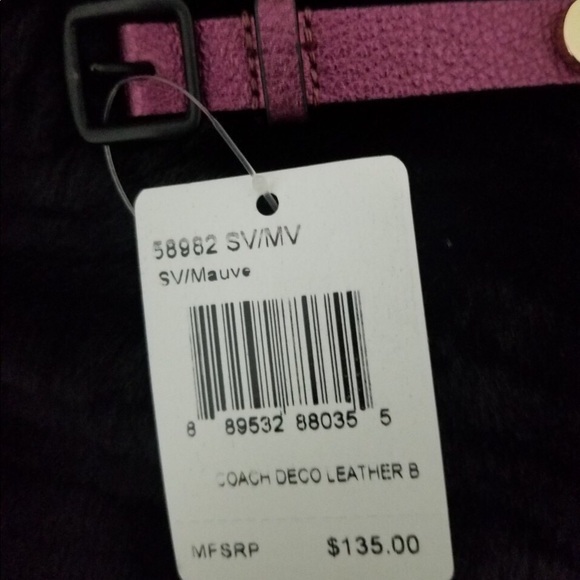 58982 SV/MV
SV/Mauve
8 89532 88035 5
COACH DECO LEATHER B
MFSRP $135.00